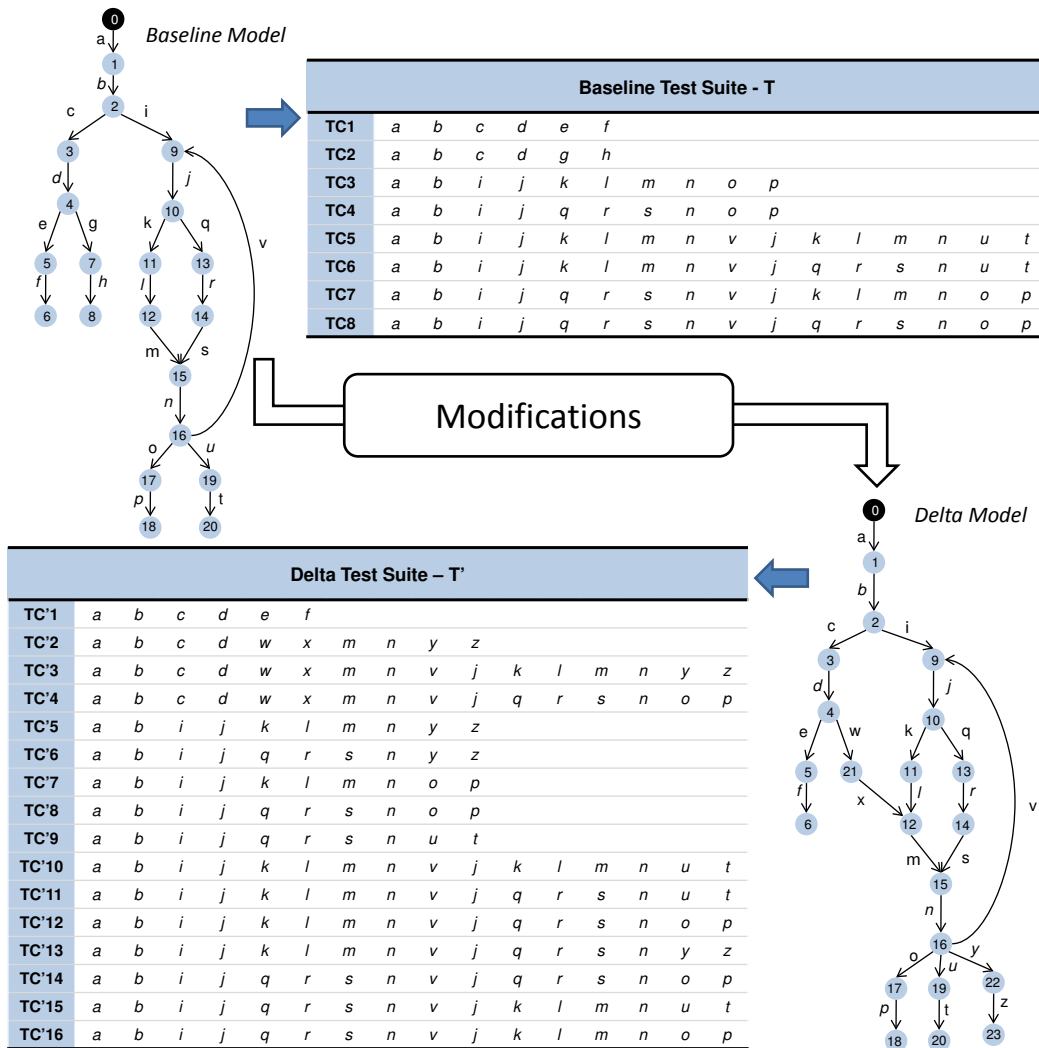 0
Baseline Model
a
1
b
2
c i
3 9
d j
4 10
e g k q v
5 7 11 13
f h l r
6 8 12 14
m s
15
n
16
o u
17 19
p t
18 20
Baseline Test Suite - T
TC1 a b c d e f
TC2 a b c d g h
TC3 a b i j k l m n o p
TC4 a b i j q r s n o p
TC5 a b i j k l m n v j k l m n u t
TC6 a b i j k l m n v j q r s n u t
TC7 a b i j q r s n v j k l m n o p
TC8 a b i j q r s n v j q r s n o p
Modifications
0
Delta Model
a
1
b
2
c i
3 9
d j
4 10
e w k q
5 21 11 13
f x l r v
6 12 14
m s
15
n
16
o u y
17 19 22
p t z
18 20 23
Delta Test Suite – T’
TC’1 a b c d e f
TC’2 a b c d w x m n y z
TC’3 a b c d w x m n v j k l m n y z
TC’4 a b c d w x m n v j q r s n o p
TC’5 a b i j k l m n y z
TC’6 a b i j q r s n y z
TC’7 a b i j k l m n o p
TC’8 a b i j q r s n o p
TC’9 a b i j q r s n u t
TC’10 a b i j k l m n v j k l m n u t
TC’11 a b i j k l m n v j q r s n u t
TC’12 a b i j k l m n v j q r s n o p
TC’13 a b i j k l m n v j q r s n y z
TC’14 a b i j q r s n v j q r s n o p
TC’15 a b i j q r s n v j k l m n u t
TC’16 a b i j q r s n v j k l m n o p